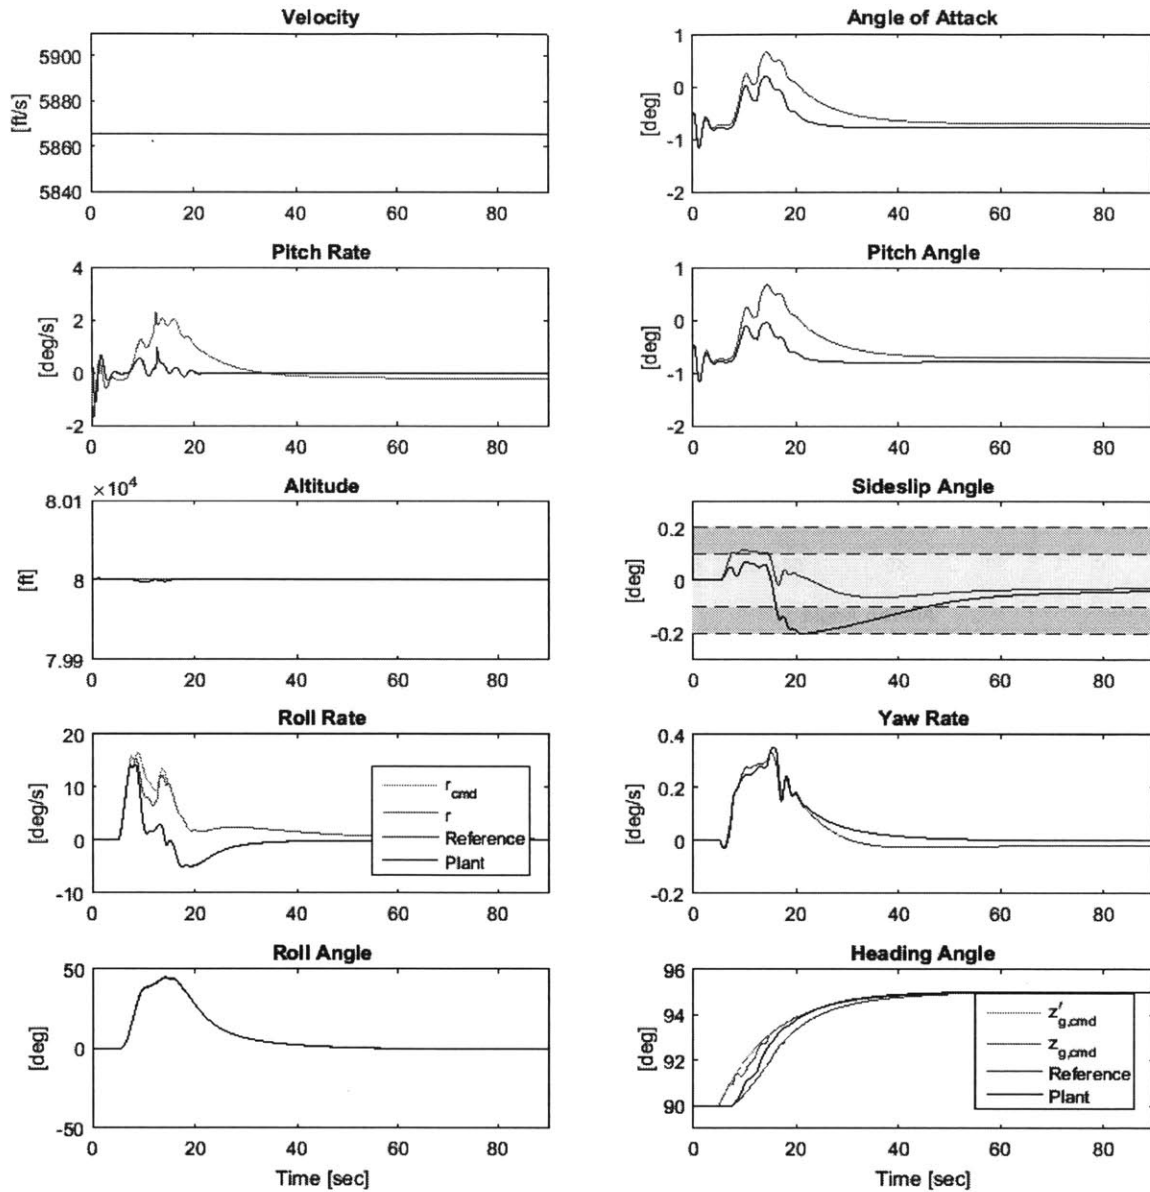 Velocity
[ft/s]
5900
5880
5860
5840
0 20 40 60 80
Angle of Attack
[deg]
1
0
-1
-2
0 20 40 60 80
Pitch Rate
[deg/s]
4
2
0
-2
0 20 40 60 80
Pitch Angle
[deg]
1
0
-1
-2
0 20 40 60 80
Altitude
×10⁴
[ft]
8.01
8
7.99
0 20 40 60 80
Sideslip Angle
[deg]
0.2
0
-0.2
0 20 40 60 80
Roll Rate
[deg/s]
20
10
0
-10
r_cmd
r
Reference
Plant
0 20 40 60 80
Yaw Rate
[deg/s]
0.4
0.2
0
-0.2
0 20 40 60 80
Roll Angle
[deg]
50
0
-50
0 20 40 60 80
Time [sec]
Heading Angle
[deg]
96
94
92
90
z′_g,cmd
z_g,cmd
Reference
Plant
0 20 40 60 80
Time [sec]